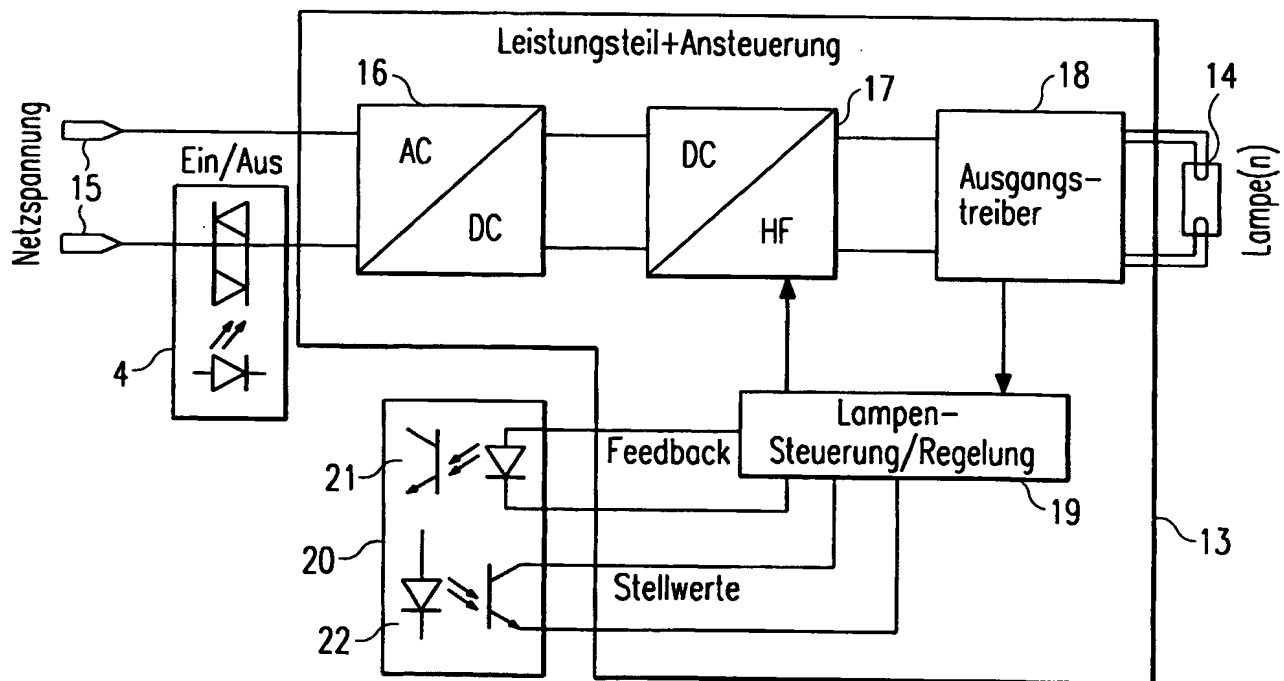 Leistungsteil+Ansteuerung
16
17
18
14
Netzspannung
15
Ein/Aus
AC
DC
DC
HF
Ausgangs-
treiber
Lampe(n)
4
Lampen-
Steuerung/Regelung
19
13
21
Feedback
20
Stellwerte
22